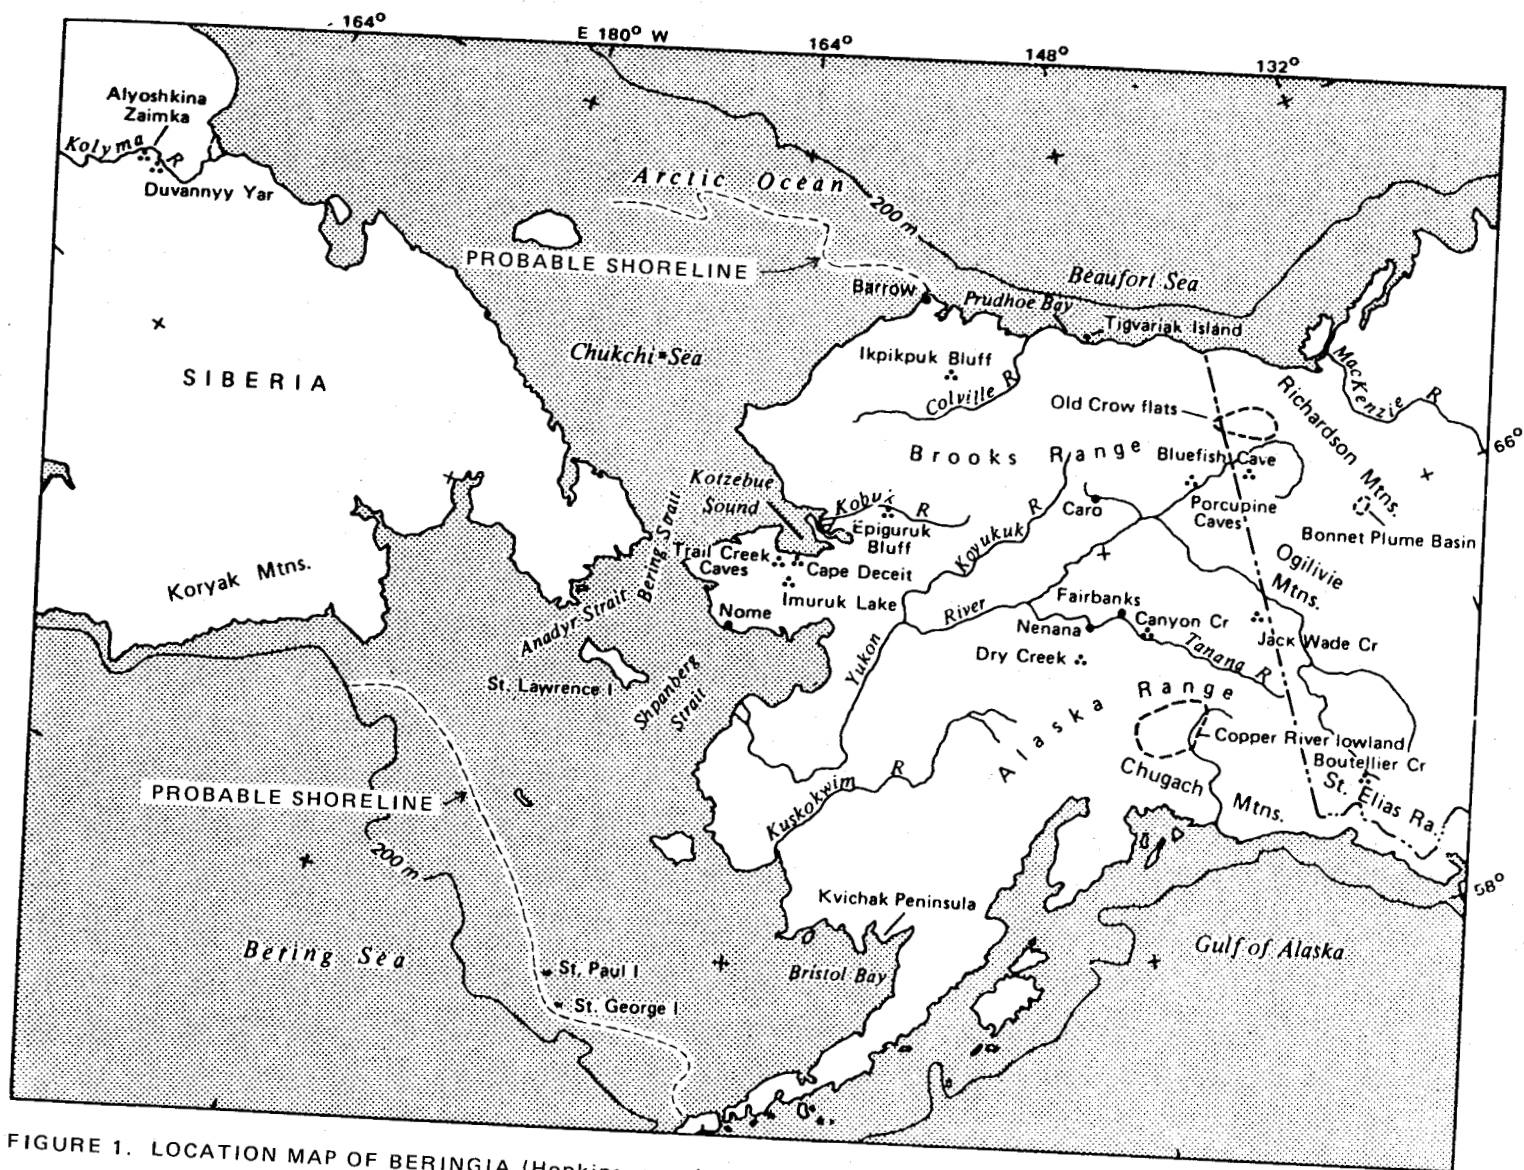 164°
E 180° W
164°
148°
132°
Alyoshkina
Zaimka
Kolyma R
Duvannyy Yar
Arctic Ocean
200 m
PROBABLE SHORELINE
Beaufort Sea
Barrow
Prudhoe Bay
Tigvariak Island
Chukchi Sea
Ikpikpuk Bluff
Colville R
MacKenzie R
SIBERIA
Old Crow flats
Richardson Mtns.
66°
Brooks Range
Bluefish Cave
Kotzebue
Sound
Kobuk R
Epiguruk
Bluff
Koyukuk R
Caro
Porcupine
Caves
Bonnet Plume Basin
Bering Strait
Trail Creek
Caves
Cape Deceit
Ogilivie
Mtns.
Koryak Mtns.
Imuruk Lake
Anadyr Strait
Nome
Yukon River
Fairbanks
Nenana
Canyon Cr
Jack Wade Cr
Dry Creek
Tanana R
St. Lawrence I
Shpanberg
Strait
Alaska Range
Copper River lowland
Boutellier Cr
Chugach Mtns.
St. Elias Ra.
PROBABLE SHORELINE
Kuskokwim R
200 m
58°
Kvichak Peninsula
Bering Sea
Bristol Bay
Gulf of Alaska
St. Paul I
St. George I
FIGURE 1. LOCATION MAP OF BERINGIA